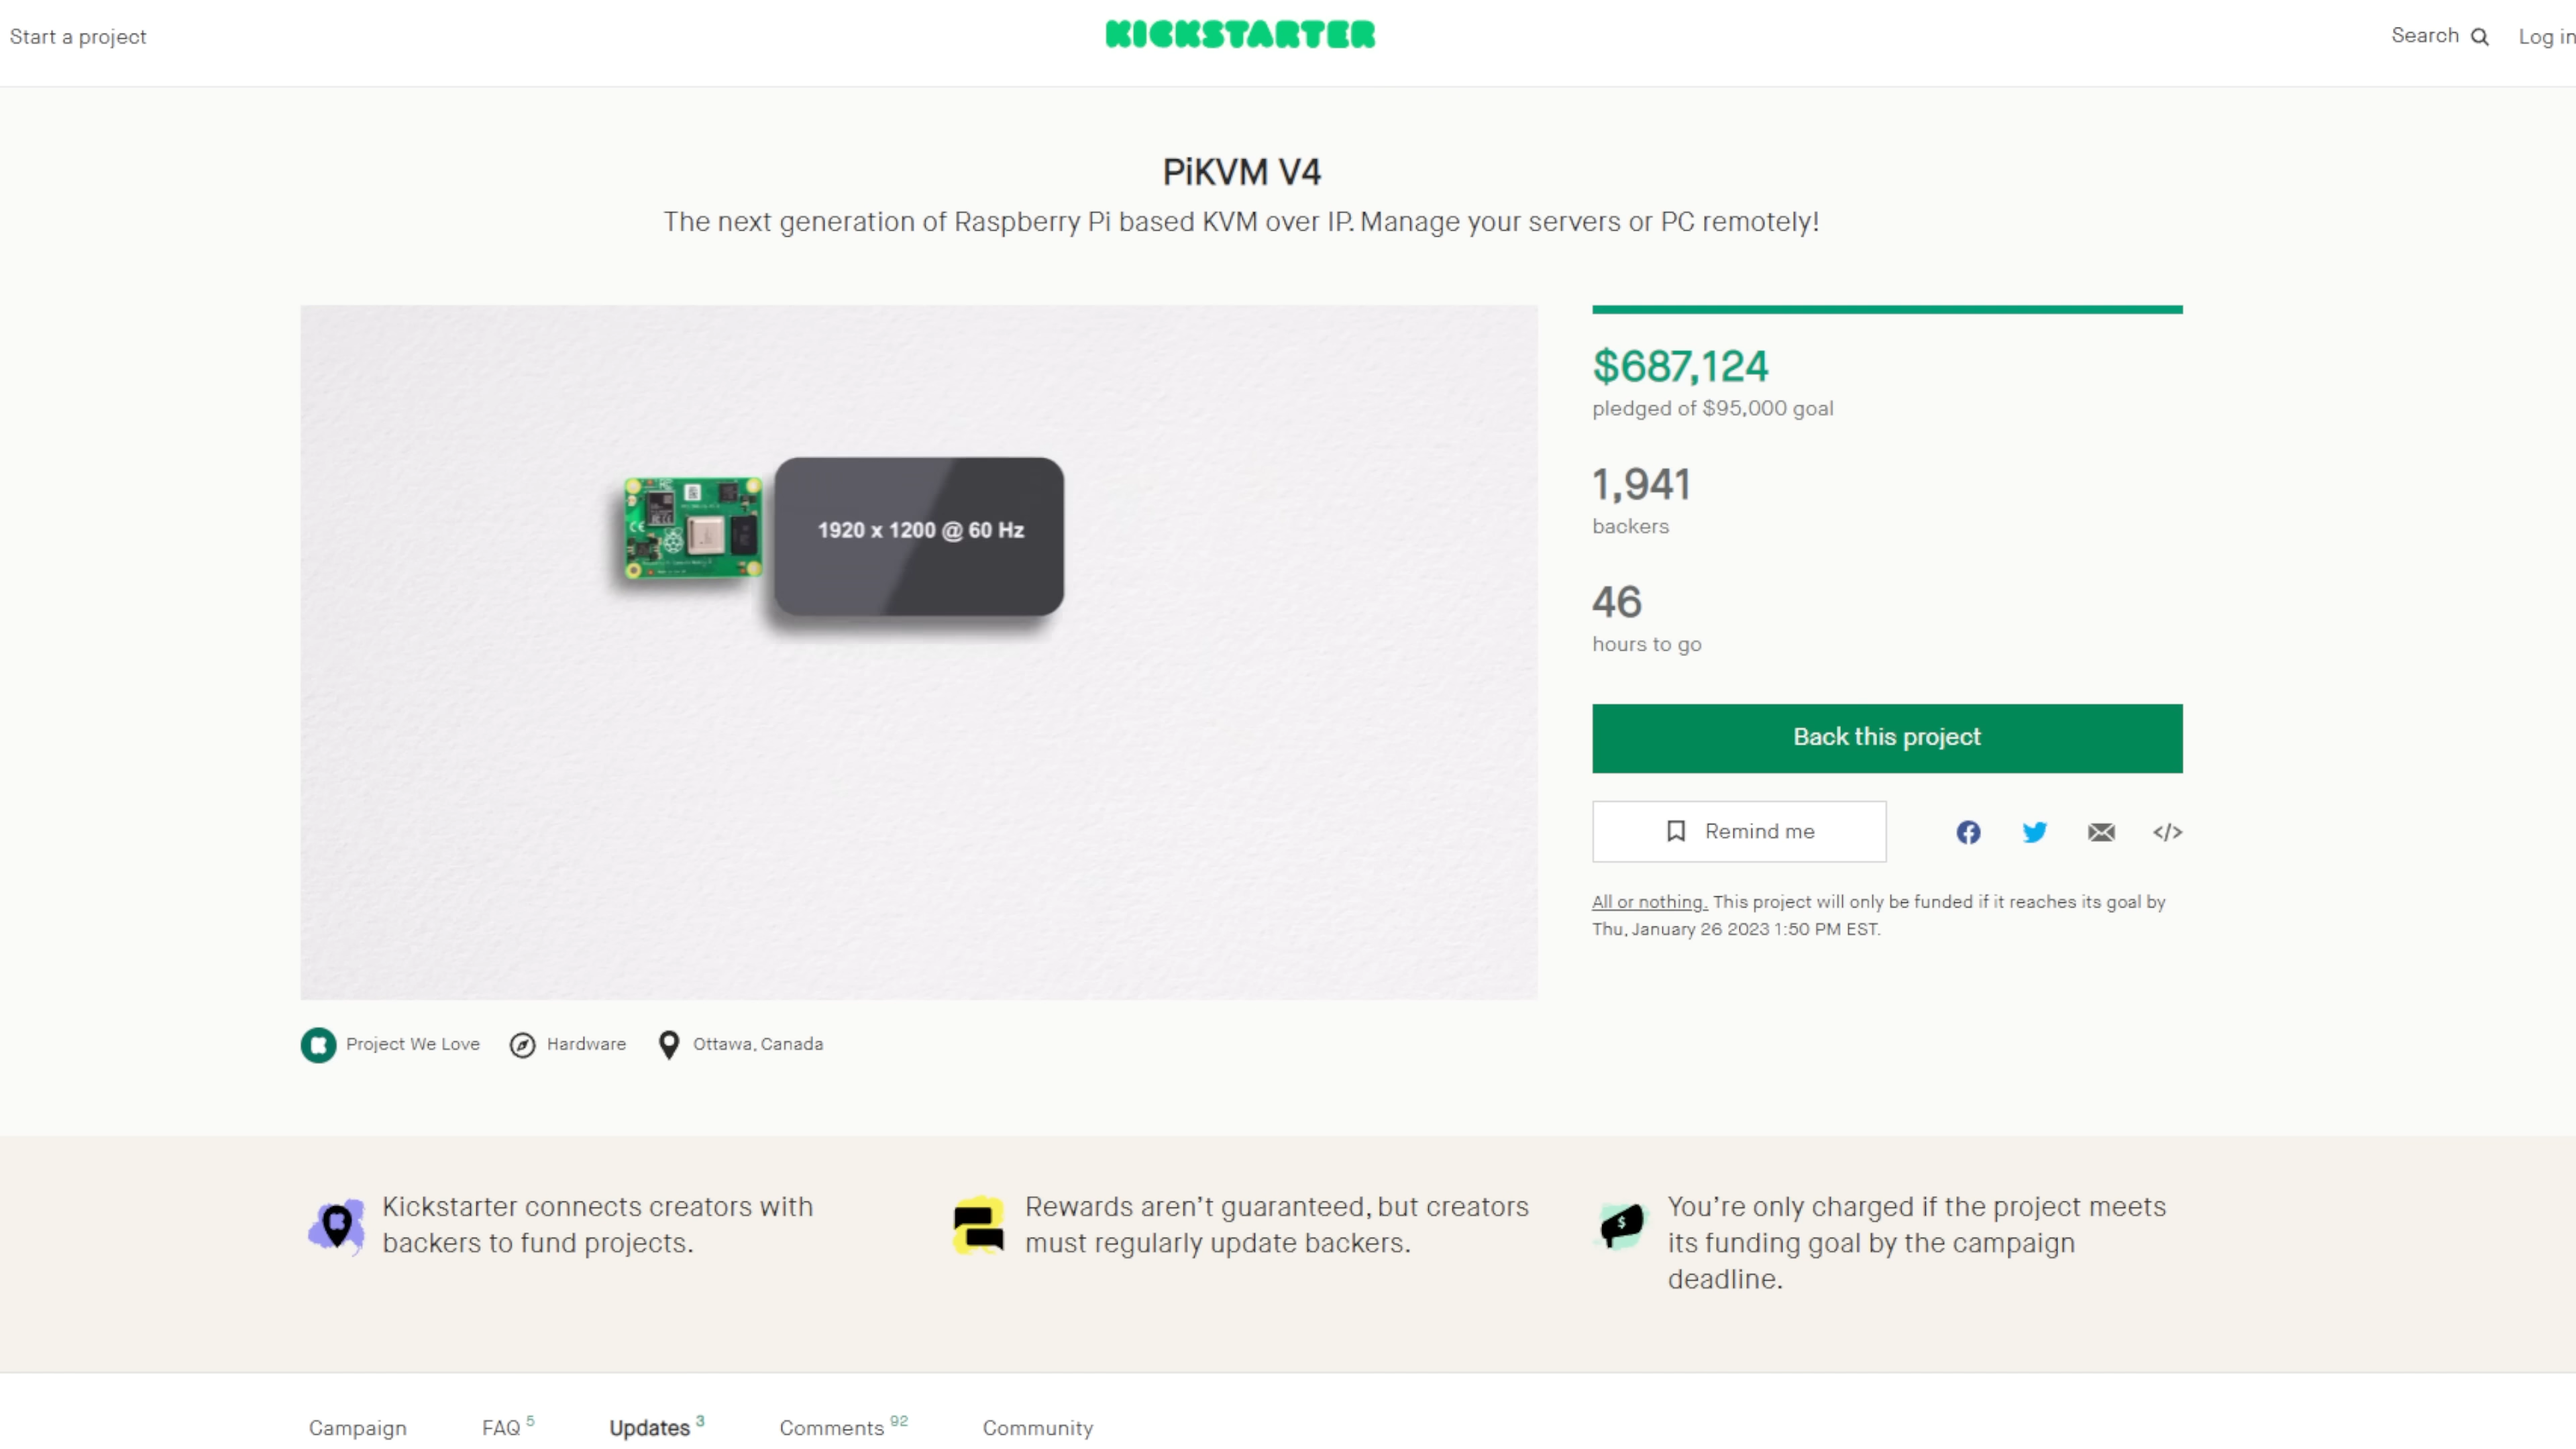 Start a project
KICKSTARTER
Search
Log in
PiKVM V4
The next generation of Raspberry Pi based KVM over IP. Manage your servers or PC remotely!
1920 x 1200 @ 60 Hz
$687,124
pledged of $95,000 goal
1,941
backers
46
hours to go
Back this project
Remind me
All or nothing. This project will only be funded if it reaches its goal by
Thu, January 26 2023 1:50 PM EST.
Project We Love
Hardware
Ottawa, Canada
Kickstarter connects creators with
backers to fund projects.
Rewards aren’t guaranteed, but creators
must regularly update backers.
You’re only charged if the project meets
its funding goal by the campaign
deadline.
Campaign
FAQ 5
Updates 3
Comments 92
Community